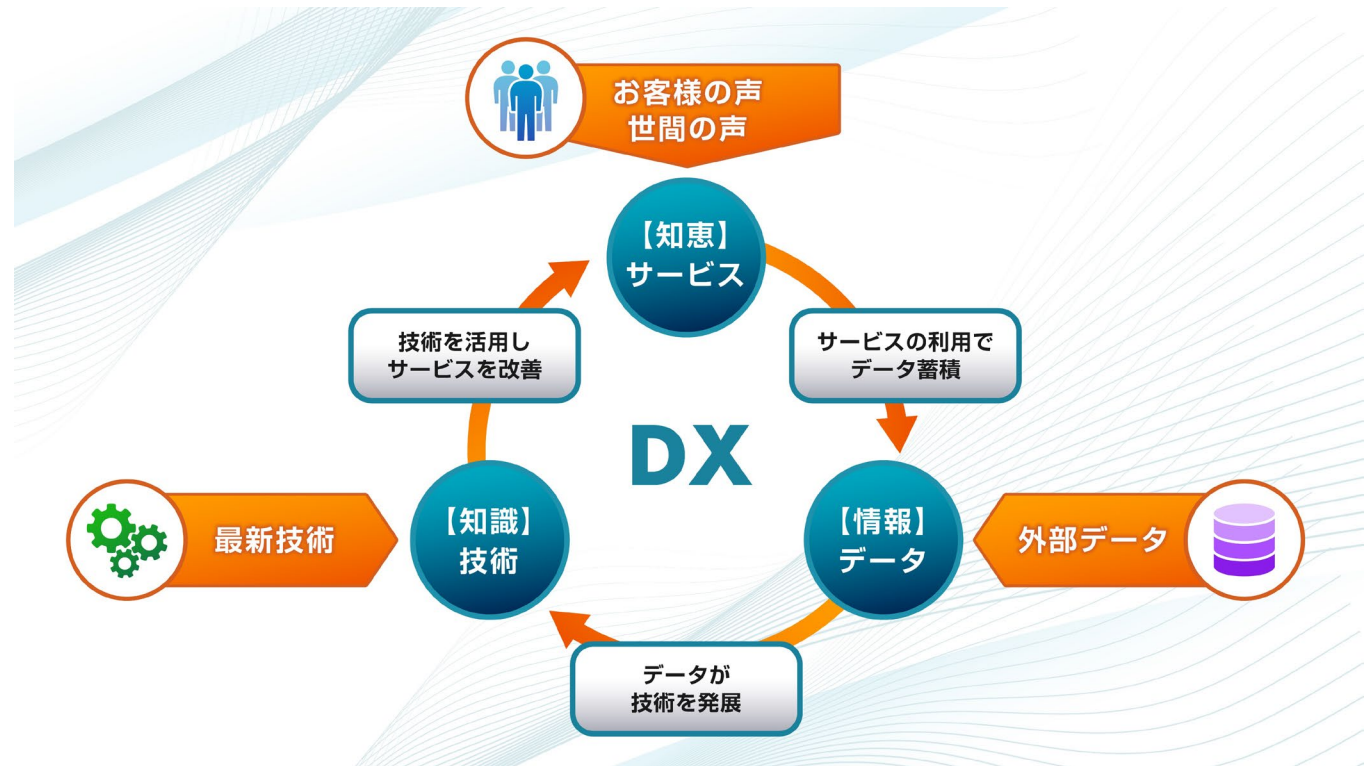 お客様の声
世間の声
【知恵】
サービス
技術を活用し
サービスを改善
サービスの利用で
データ蓄積
DX
最新技術
【知識】
技術
【情報】
データ
外部データ
データが
技術を発展